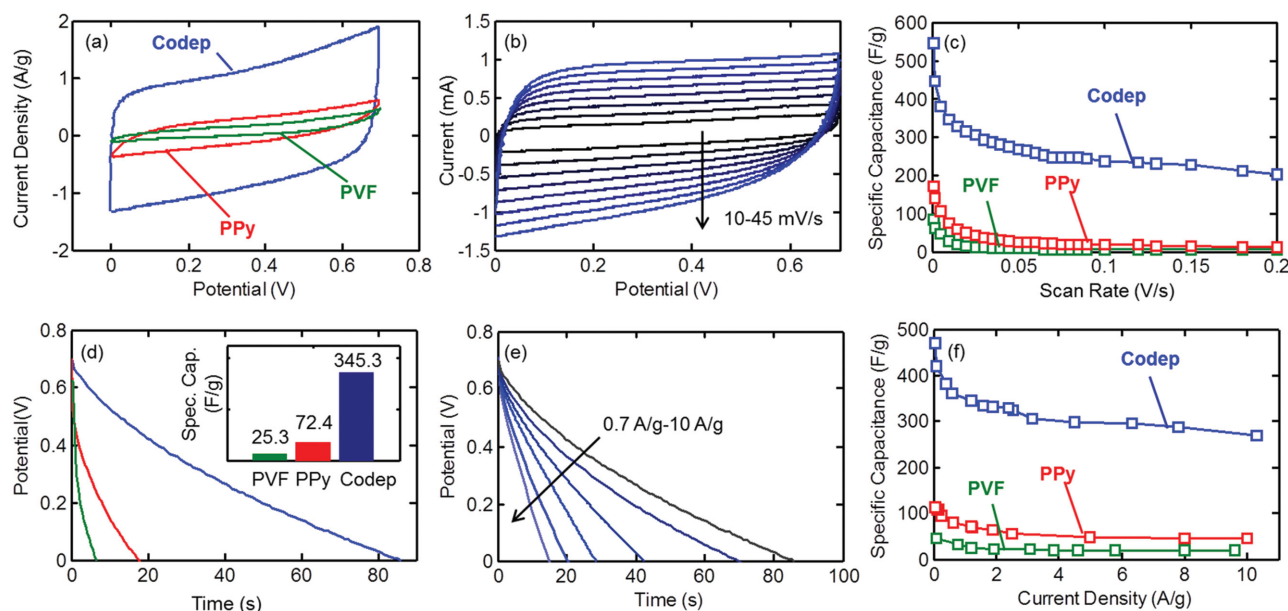 (a)
Codep
PVF
PPy
Current Density (A/g)
2
1
0
-1
-2
0 0.2 0.4 0.6 0.8
Potential (V)
(b)
10-45 mV/s
Current (mA)
1.5
1
0.5
0
-0.5
-1
-1.5
0 0.2 0.4 0.6
Potential (V)
(c)
Codep
PVF
PPy
Specific Capacitance (F/g)
600
500
400
300
200
100
0
0 0.05 0.1 0.15 0.2
Scan Rate (V/s)
(d)
Potential(V)
0.8
0.6
0.4
0.2
0
0 20 40 60 80
Time (s)
Spec. Cap.
(F/g)
25.3 72.4 345.3
PVF PPy Codep
(e)
0.7 A/g-10 A/g
Potential (V)
0.8
0.6
0.4
0.2
0
0 20 40 60 80 100
Time (s)
(f)
Codep
PVF
PPy
Specific Capacitance (F/g)
500
400
300
200
100
0
0 2 4 6 8 10
Current Density (A/g)